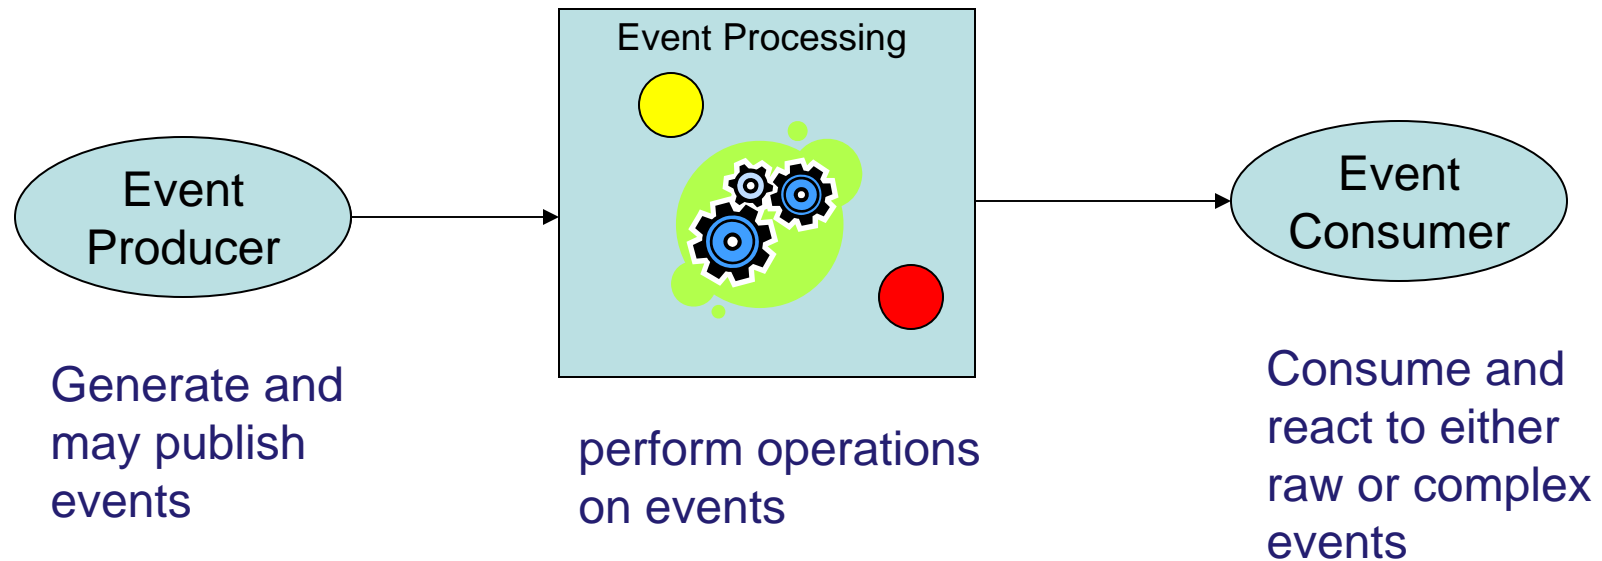 Event Processing
Event
Producer
Event
Consumer
Generate and
may publish
events
perform operations
on events
Consume and
react to either
raw or complex
events